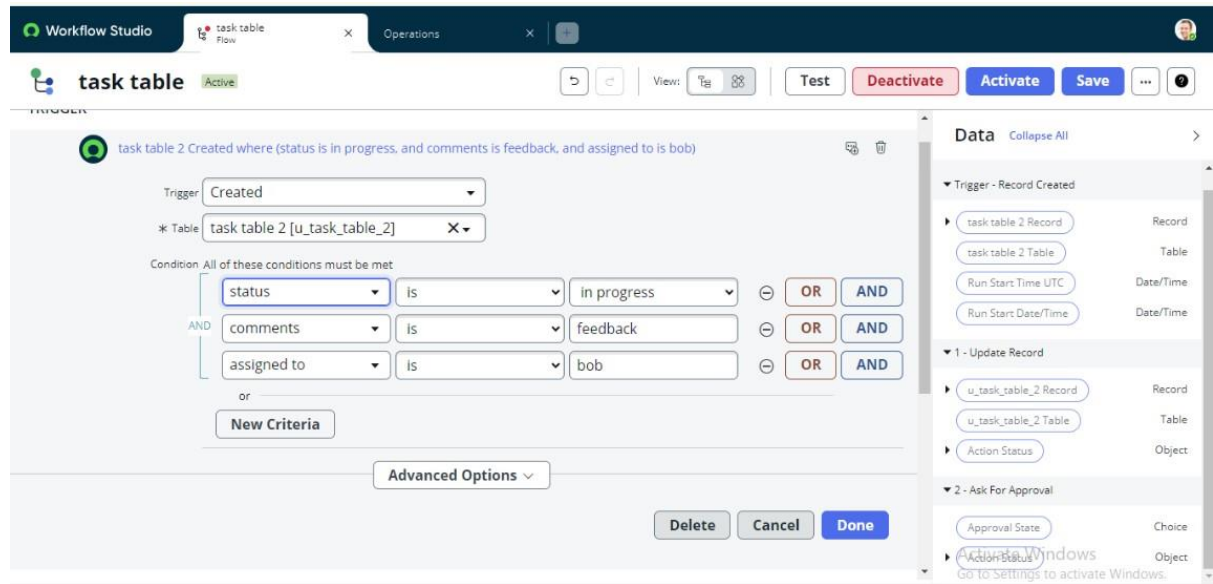 Workflow Studio
task table
Flow
Operations
task table Active
View:
Test
Deactivate
Activate
Save
TRIGGER
task table 2 Created where (status is in progress, and comments is feedback, and assigned to is bob)
Trigger Created
* Table task table 2 [u_task_table_2]
Condition All of these conditions must be met
status is in progress OR AND
AND
comments is feedback OR AND
assigned to is bob OR AND
or
New Criteria
Advanced Options
Delete Cancel Done
Data Collapse All
Trigger - Record Created
task table 2 Record Record
task table 2 Table Table
Run Start Time UTC Date/Time
Run Start Date/Time Date/Time
1 - Update Record
u_task_table_2 Record Record
u_task_table_2 Table Table
Action Status Object
2 - Ask For Approval
Approval State Choice
Action Status Object
Activate Windows
Go to Settings to activate Windows.